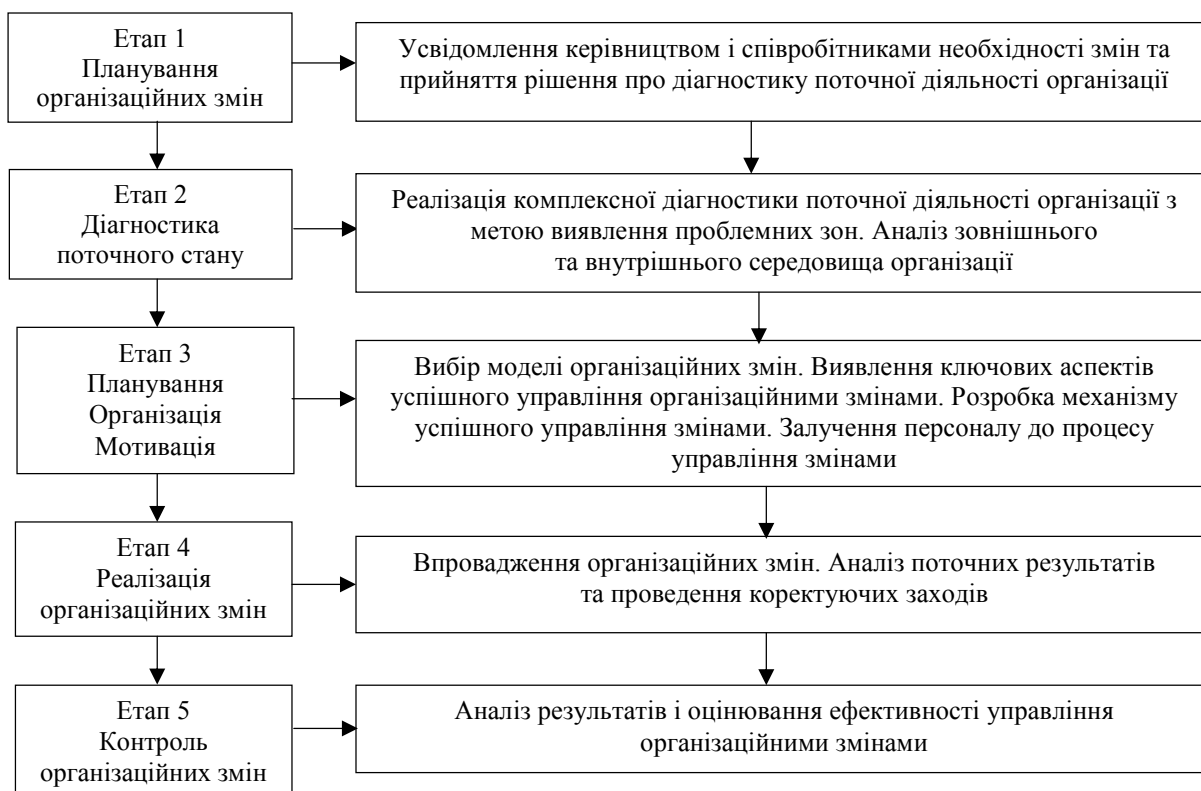 Етап 1
Планування
організаційних змін
Усвідомлення керівництвом і співробітниками необхідності змін та
прийняття рішення про діагностику поточної діяльності організації
Етап 2
Діагностика
поточного стану
Реалізація комплексної діагностики поточної діяльності організації з
метою виявлення проблемних зон. Аналіз зовнішнього
та внутрішнього середовища організації
Етап 3
Планування
Організація
Мотивація
Вибір моделі організаційних змін. Виявлення ключових аспектів
успішного управління організаційними змінами. Розробка механізму
успішного управління змінами. Залучення персоналу до процесу
управління змінами
Етап 4
Реалізація
організаційних змін
Впровадження організаційних змін. Аналіз поточних результатів
та проведення коректуючих заходів
Етап 5
Контроль
організаційних змін
Аналіз результатів і оцінювання ефективності управління
організаційними змінами